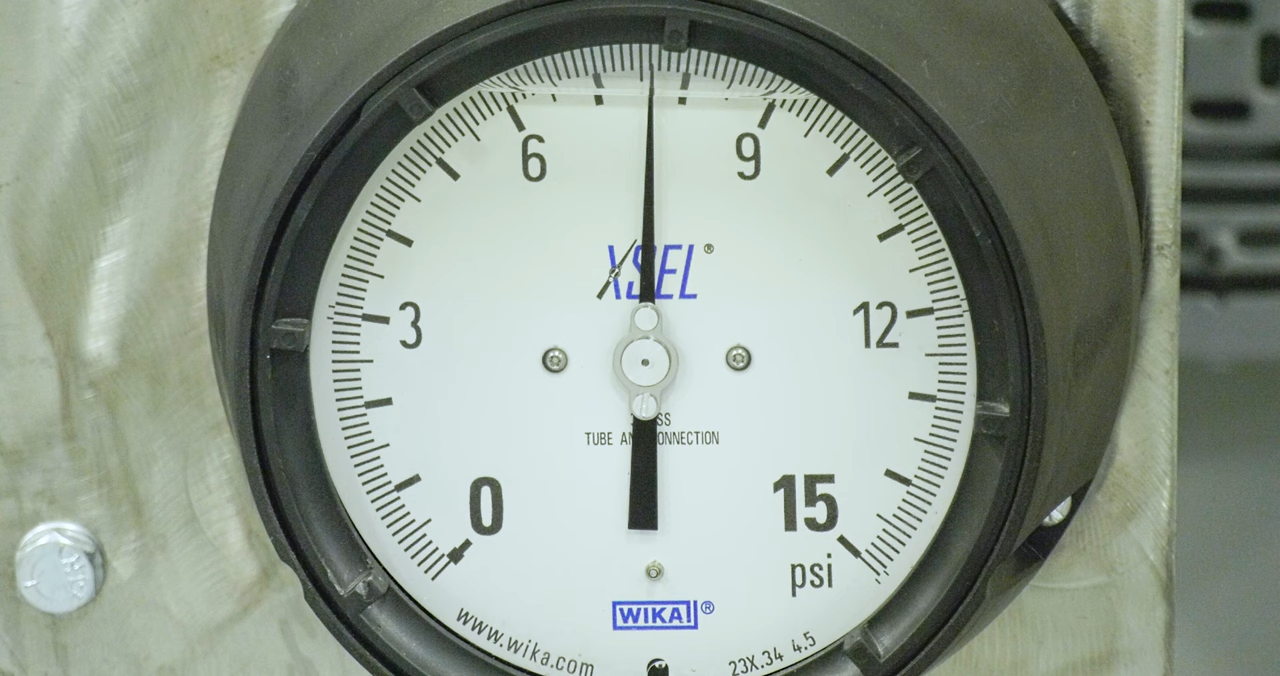 6 9
XSEL®
3 12
TUBE AND CONNECTION
0 15
psi
WIKA®
www.wika.com 23X.34 4.5